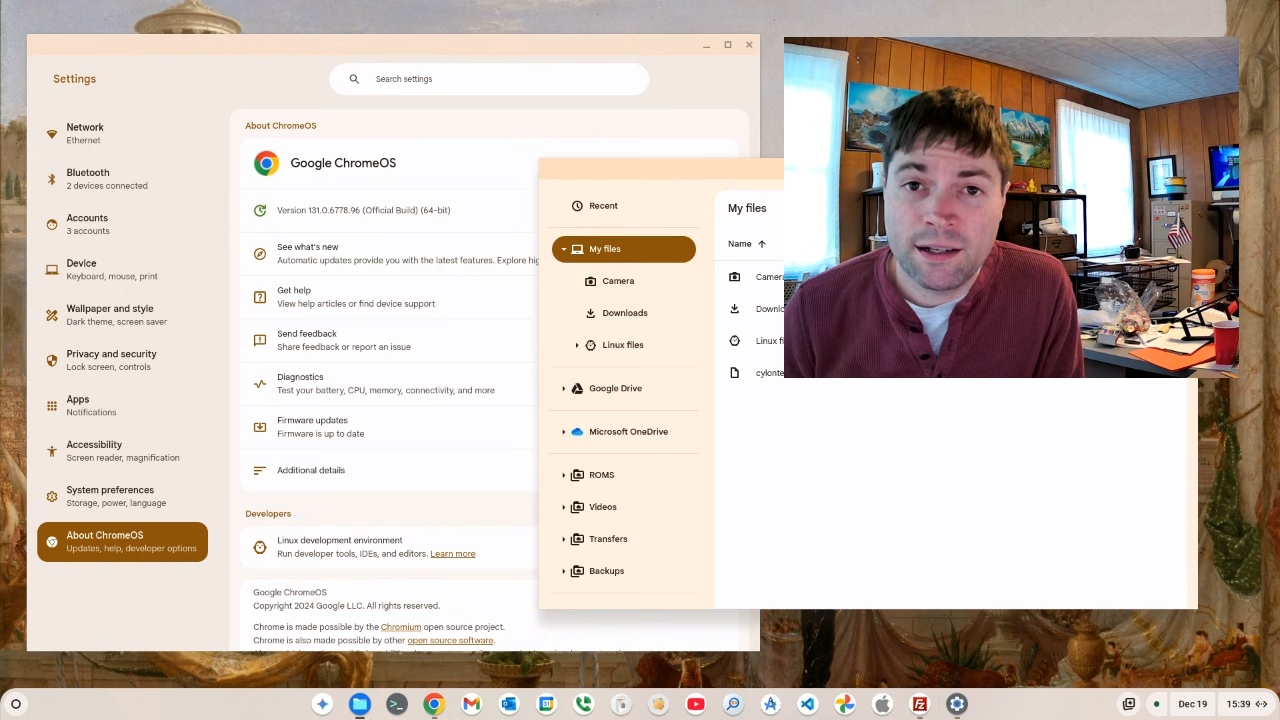 Settings
Search settings
Network
Ethernet
Bluetooth
2 devices connected
Accounts
3 accounts
Device
Keyboard, mouse, print
Wallpaper and style
Dark theme, screen saver
Privacy and security
Lock screen, controls
Apps
Notifications
Accessibility
Screen reader, magnification
System preferences
Storage, power, language
About ChromeOS
Updates, help, developer options
About ChromeOS
Google ChromeOS
Version 131.0.6778.96 (Official Build) (64-bit)
See what's new
Automatic updates provide you with the latest features. Explore
Get help
View help articles or find device support
Send feedback
Share feedback or report an issue
Diagnostics
Test your battery, CPU, memory, connectivity, and more
Firmware updates
Firmware is up to date
Additional details
Developers
Linux development environment
Run developer tools, IDEs, and editors. Learn more
Google ChromeOS
Copyright 2024 Google LLC. All rights reserved.
Chrome is made possible by the Chromium open source project.
Chrome is also made possible by other open source software.
Recent
My files
Camera
Downloads
Linux files
Google Drive
Microsoft OneDrive
ROMS
Videos
Transfers
Backups
My files
Name
Camera
Linux
Dec 19
15:39